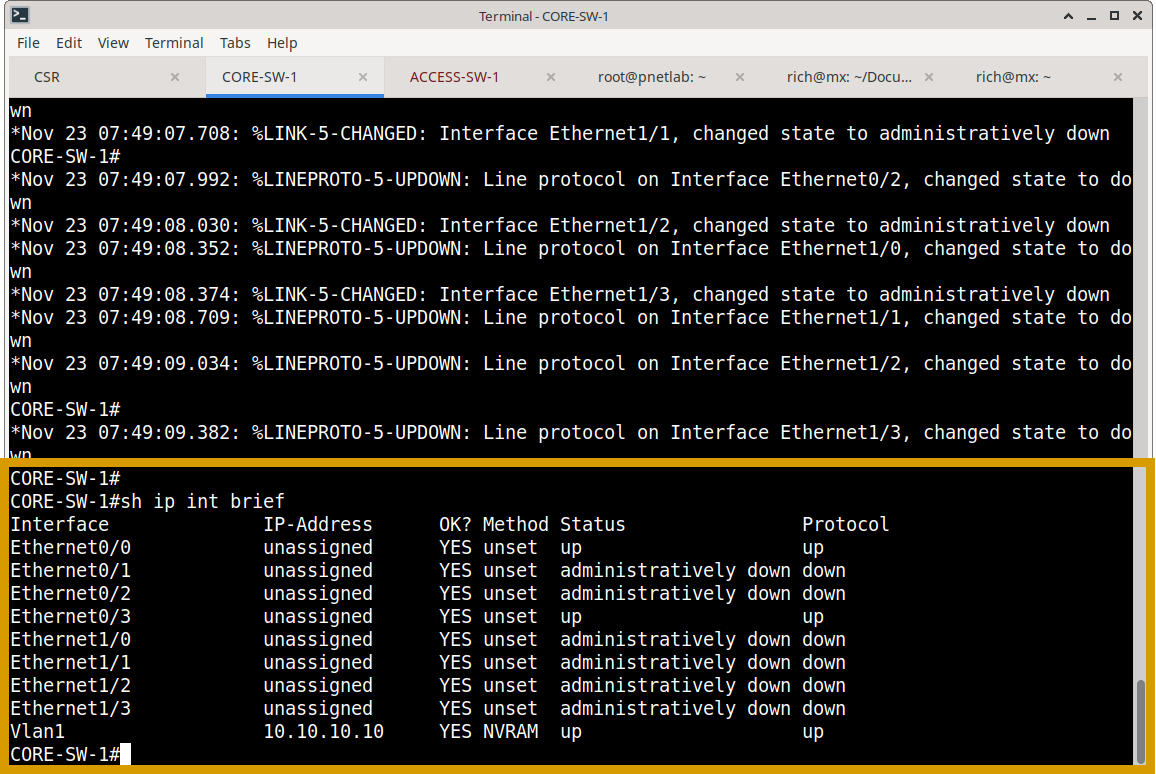 Terminal - CORE-SW-1
File Edit View Terminal Tabs Help
CSR CORE-SW-1 ACCESS-SW-1 root@pnetlab: ~ rich@mx: ~/Docu... rich@mx: ~
wn
*Nov 23 07:49:07.708: %LINK-5-CHANGED: Interface Ethernet1/1, changed state to administratively down
CORE-SW-1#
*Nov 23 07:49:07.992: %LINEPROTO-5-UPDOWN: Line protocol on Interface Ethernet0/2, changed state to do
wn
*Nov 23 07:49:08.030: %LINK-5-CHANGED: Interface Ethernet1/2, changed state to administratively down
*Nov 23 07:49:08.352: %LINEPROTO-5-UPDOWN: Line protocol on Interface Ethernet1/0, changed state to do
wn
*Nov 23 07:49:08.374: %LINK-5-CHANGED: Interface Ethernet1/3, changed state to administratively down
*Nov 23 07:49:08.709: %LINEPROTO-5-UPDOWN: Line protocol on Interface Ethernet1/1, changed state to do
wn
*Nov 23 07:49:09.034: %LINEPROTO-5-UPDOWN: Line protocol on Interface Ethernet1/2, changed state to do
wn
CORE-SW-1#
*Nov 23 07:49:09.382: %LINEPROTO-5-UPDOWN: Line protocol on Interface Ethernet1/3, changed state to do
wn
CORE-SW-1#
CORE-SW-1#sh ip int brief
Interface IP-Address OK? Method Status Protocol
Ethernet0/0 unassigned YES unset up up
Ethernet0/1 unassigned YES unset administratively down down
Ethernet0/2 unassigned YES unset administratively down down
Ethernet0/3 unassigned YES unset up up
Ethernet1/0 unassigned YES unset administratively down down
Ethernet1/1 unassigned YES unset administratively down down
Ethernet1/2 unassigned YES unset administratively down down
Ethernet1/3 unassigned YES unset administratively down down
Vlan1 10.10.10.10 YES NVRAM up up
CORE-SW-1#